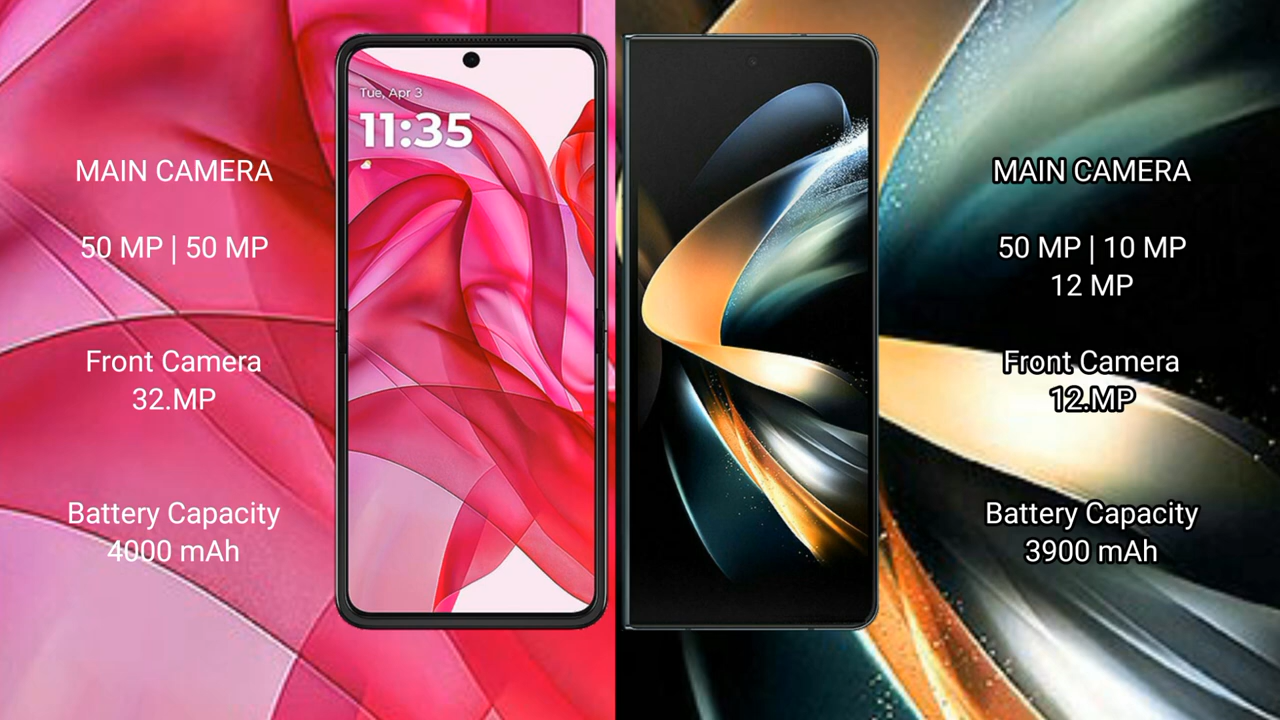 MAIN CAMERA
50 MP | 50 MP
Front Camera
32.MP
Battery Capacity
4000 mAh
Tue, Apr 3
11:35
MAIN CAMERA
50 MP | 10 MP
12 MP
Front Camera
12.MP
Battery Capacity
3900 mAh